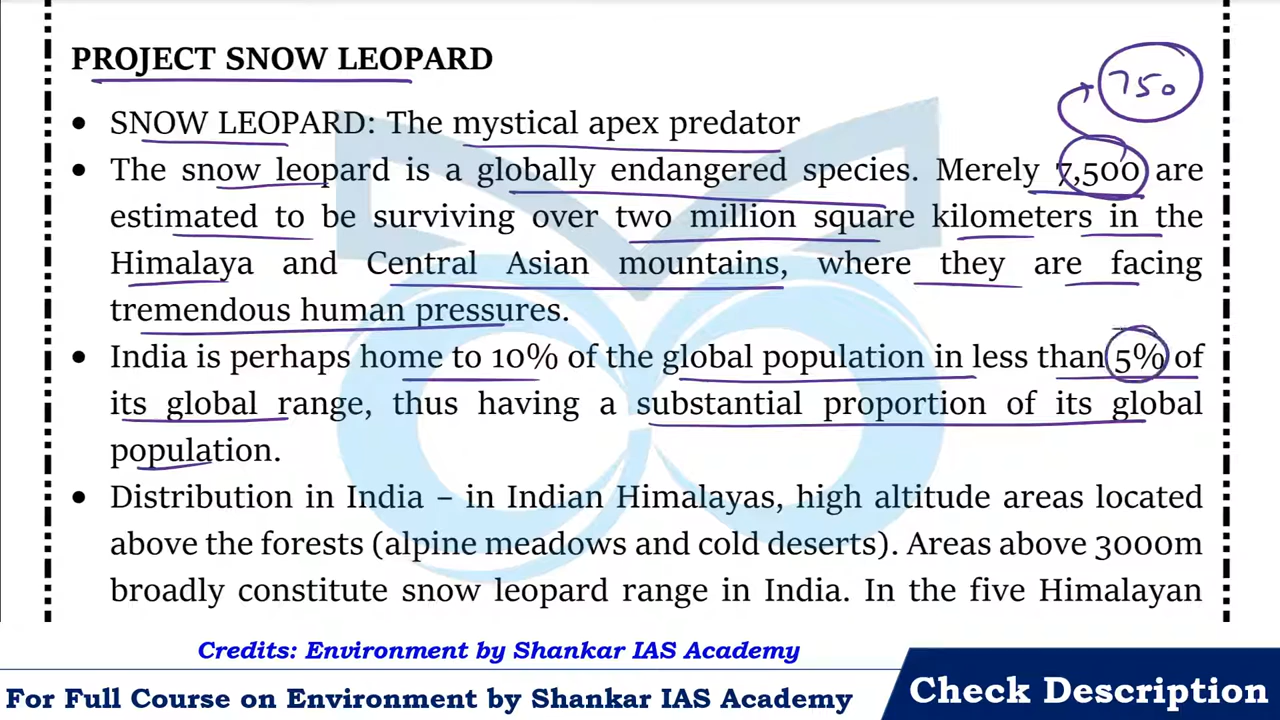 PROJECT SNOW LEOPARD
750
• SNOW LEOPARD: The mystical apex predator
• The snow leopard is a globally endangered species. Merely 7,500 are
estimated to be surviving over two million square kilometers in the
Himalaya and Central Asian mountains, where they are facing
tremendous human pressures.
• India is perhaps home to 10% of the global population in less than 5% of
its global range, thus having a substantial proportion of its global
population.
• Distribution in India – in Indian Himalayas, high altitude areas located
above the forests (alpine meadows and cold deserts). Areas above 3000m
broadly constitute snow leopard range in India. In the five Himalayan
Credits: Environment by Shankar IAS Academy
For Full Course on Environment by Shankar IAS Academy
Check Description